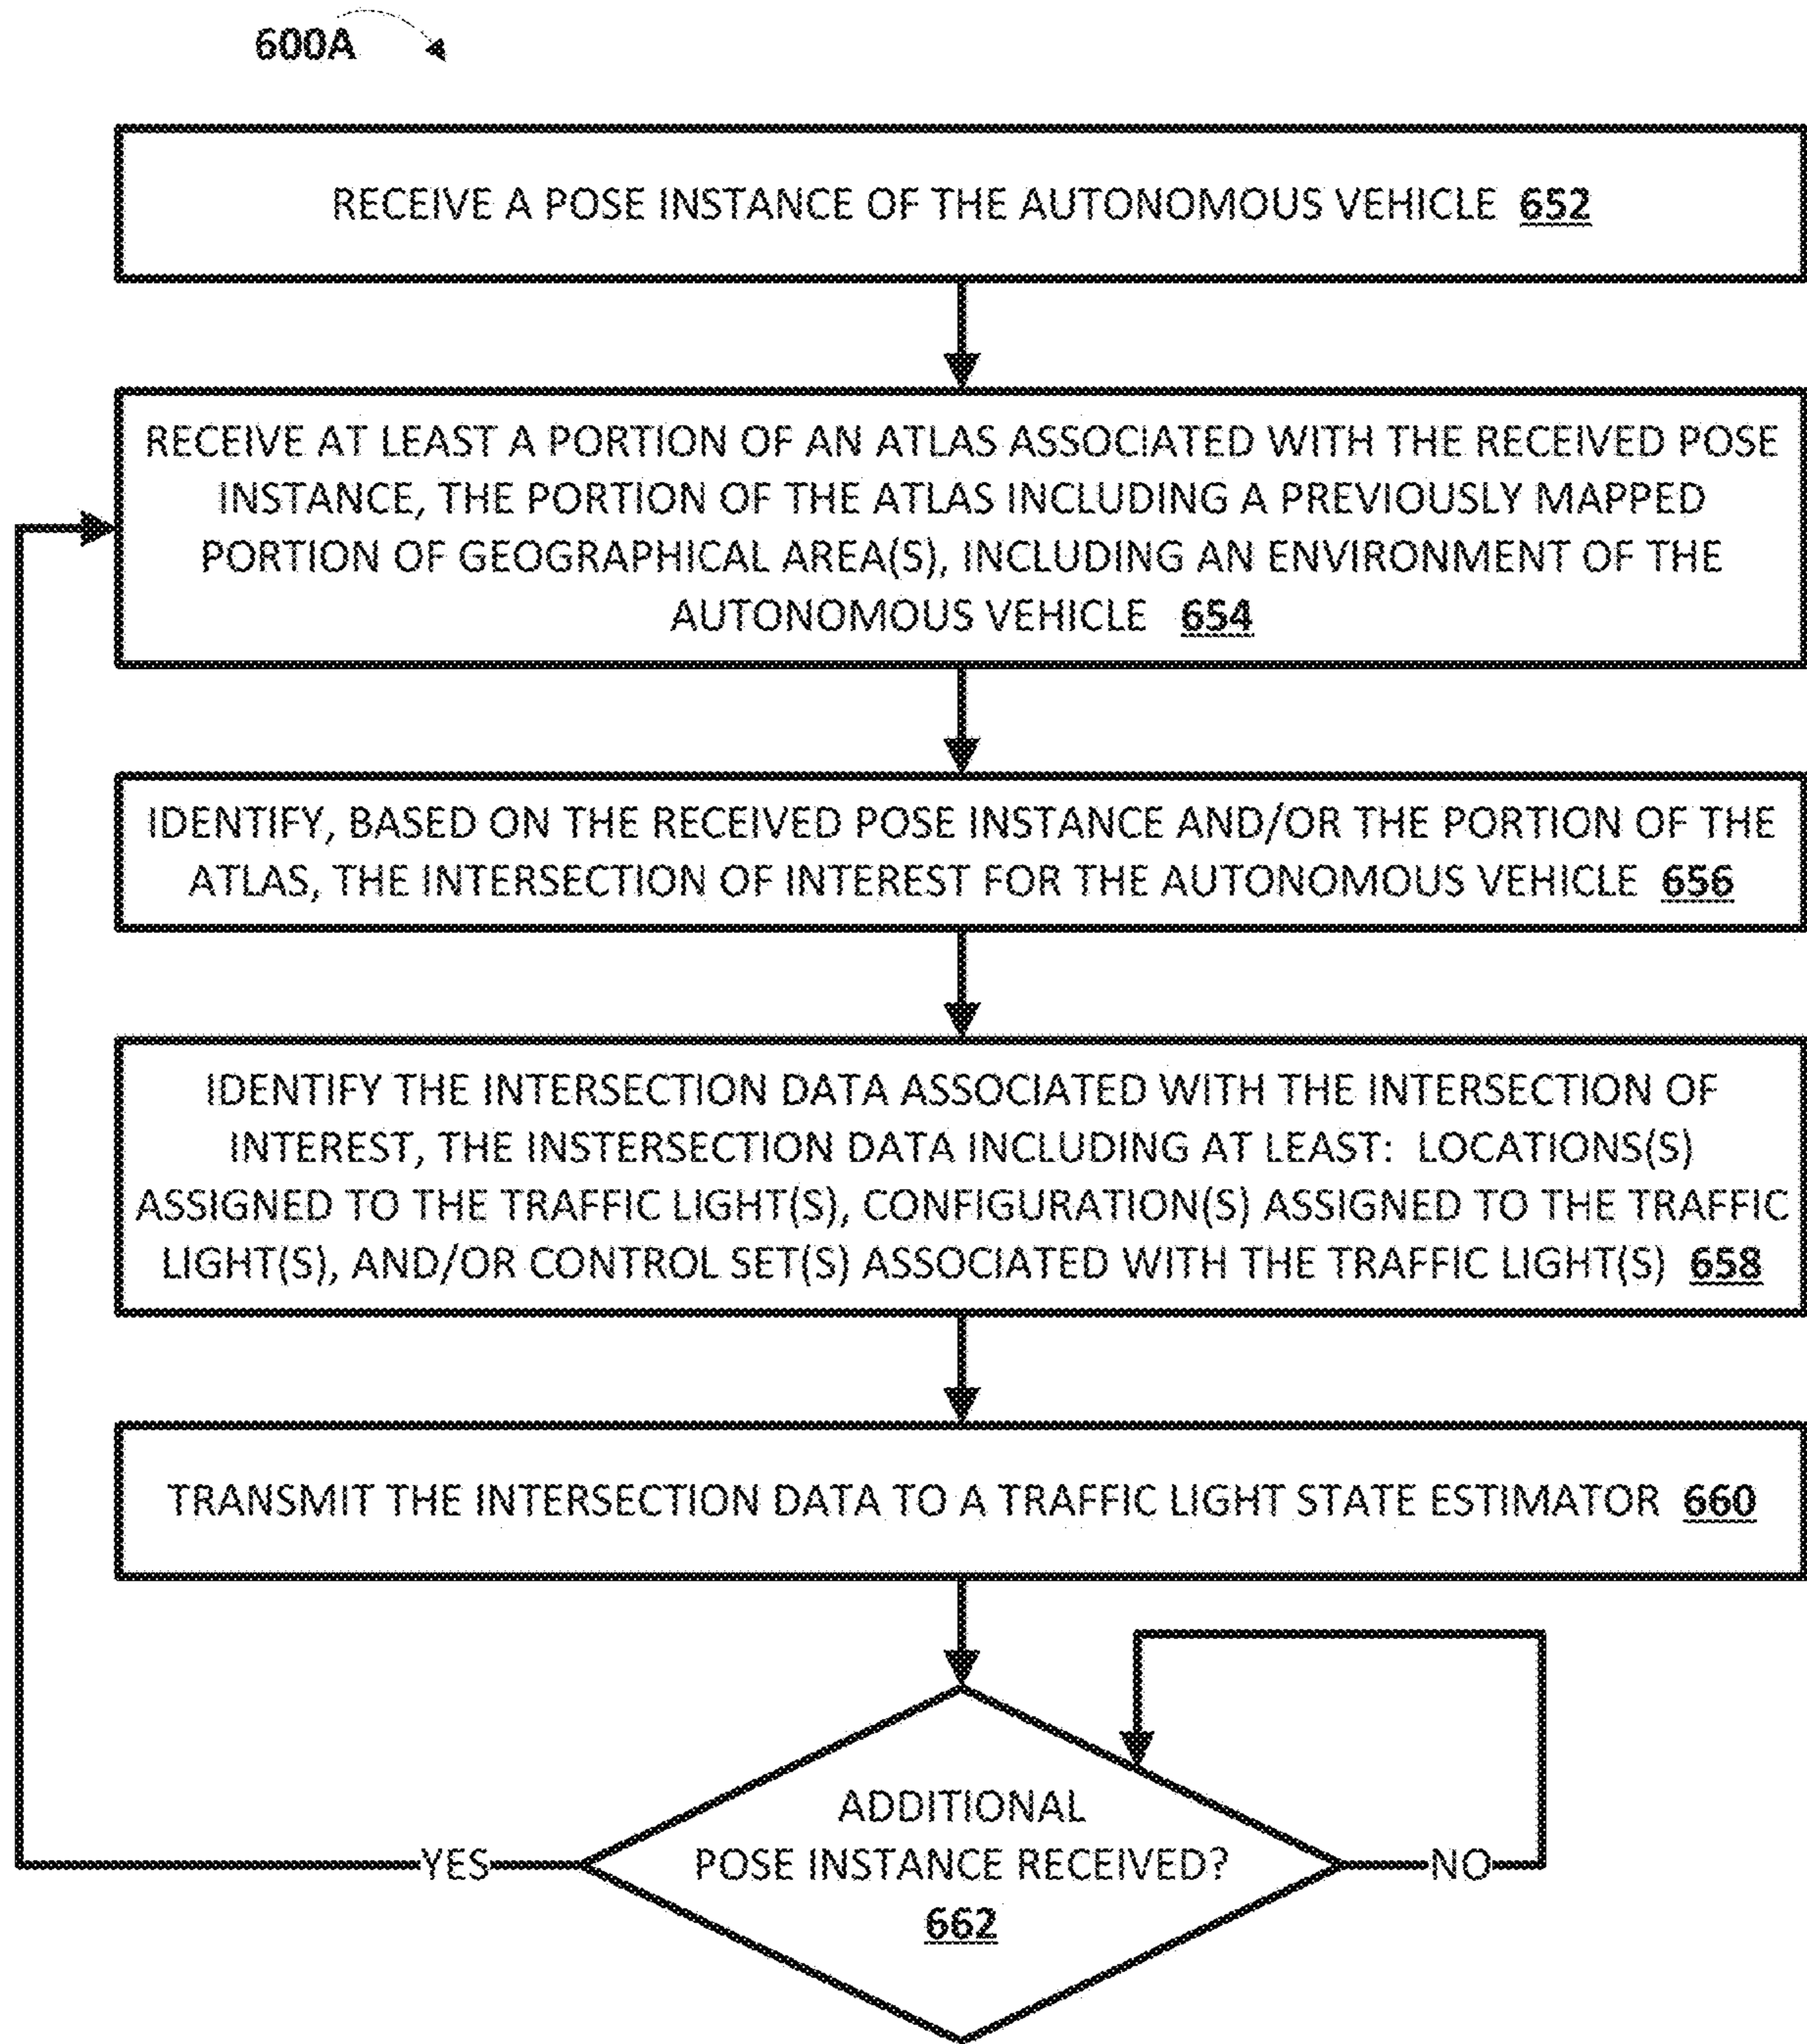 600A
RECEIVE A POSE INSTANCE OF THE AUTONOMOUS VEHICLE 652
RECEIVE AT LEAST A PORTION OF AN ATLAS ASSOCIATED WITH THE RECEIVED POSE
INSTANCE, THE PORTION OF THE ATLAS INCLUDING A PREVIOUSLY MAPPED
PORTION OF GEOGRAPHICAL AREA(S), INCLUDING AN ENVIRONMENT OF THE
AUTONOMOUS VEHICLE 654
IDENTIFY, BASED ON THE RECEIVED POSE INSTANCE AND/OR THE PORTION OF THE
ATLAS, THE INTERSECTION OF INTEREST FOR THE AUTONOMOUS VEHICLE 656
IDENTIFY THE INTERSECTION DATA ASSOCIATED WITH THE INTERSECTION OF
INTEREST, THE INSTERSECTION DATA INCLUDING AT LEAST: LOCATIONS(S)
ASSIGNED TO THE TRAFFIC LIGHT(S), CONFIGURATION(S) ASSIGNED TO THE TRAFFIC
LIGHT(S), AND/OR CONTROL SET(S) ASSOCIATED WITH THE TRAFFIC LIGHT(S) 658
TRANSMIT THE INTERSECTION DATA TO A TRAFFIC LIGHT STATE ESTIMATOR 660
ADDITIONAL
YES
POSE INSTANCE RECEIVED?
NO
662